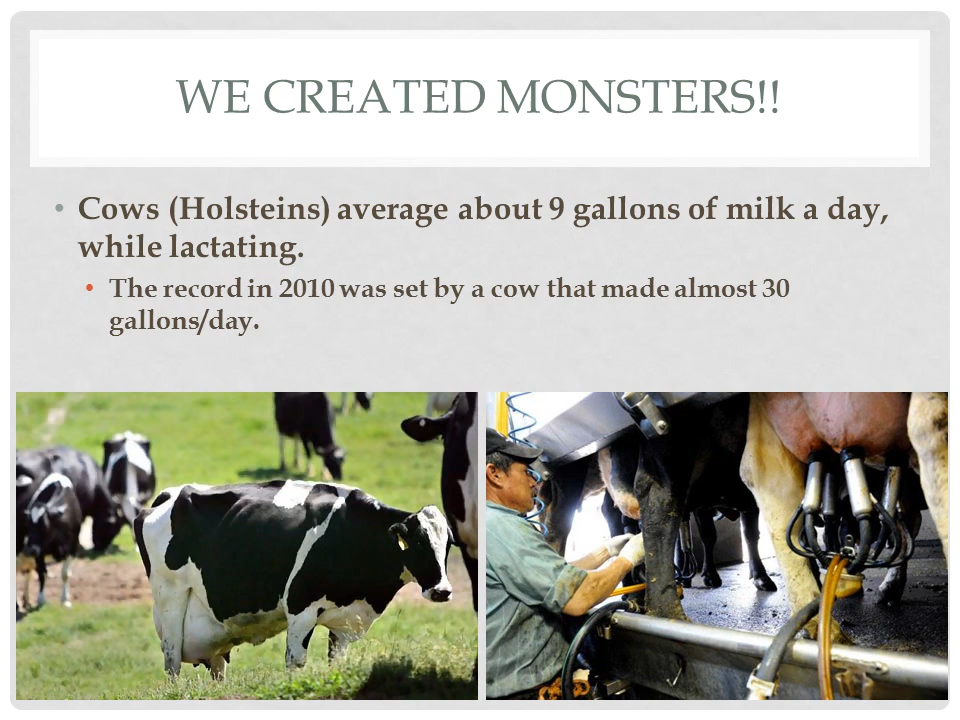 WE CREATED MONSTERS!!
• Cows (Holsteins) average about 9 gallons of milk a day,
while lactating.
• The record in 2010 was set by a cow that made almost 30
gallons/day.